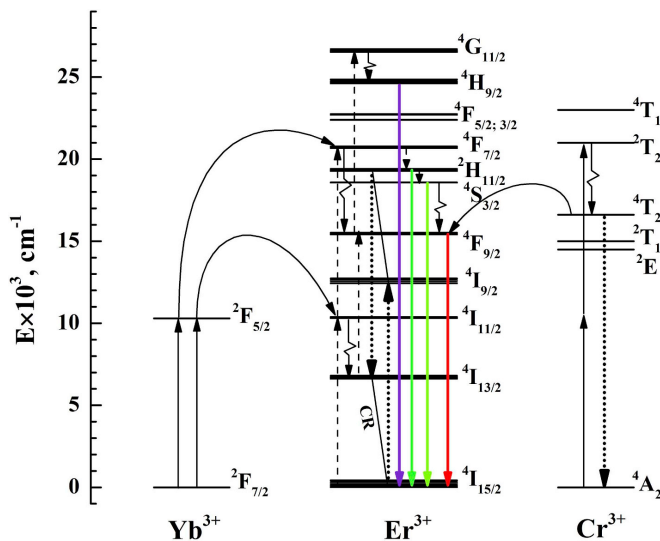 E×10³, cm⁻¹
25
20
15
10
5
0
²F₅/₂
²F₇/₂
Yb³⁺
⁴G₁₁/₂
⁴H₉/₂
⁴F₅/₂; ₃/₂
⁴F₇/₂
²H₁₁/₂
⁴S₃/₂
⁴F₉/₂
⁴I₉/₂
⁴I₁₁/₂
⁴I₁₃/₂
CR
⁴I₁₅/₂
Er³⁺
⁴T₁
²T₂
⁴T₂
²T₁
²E
⁴A₂
Cr³⁺